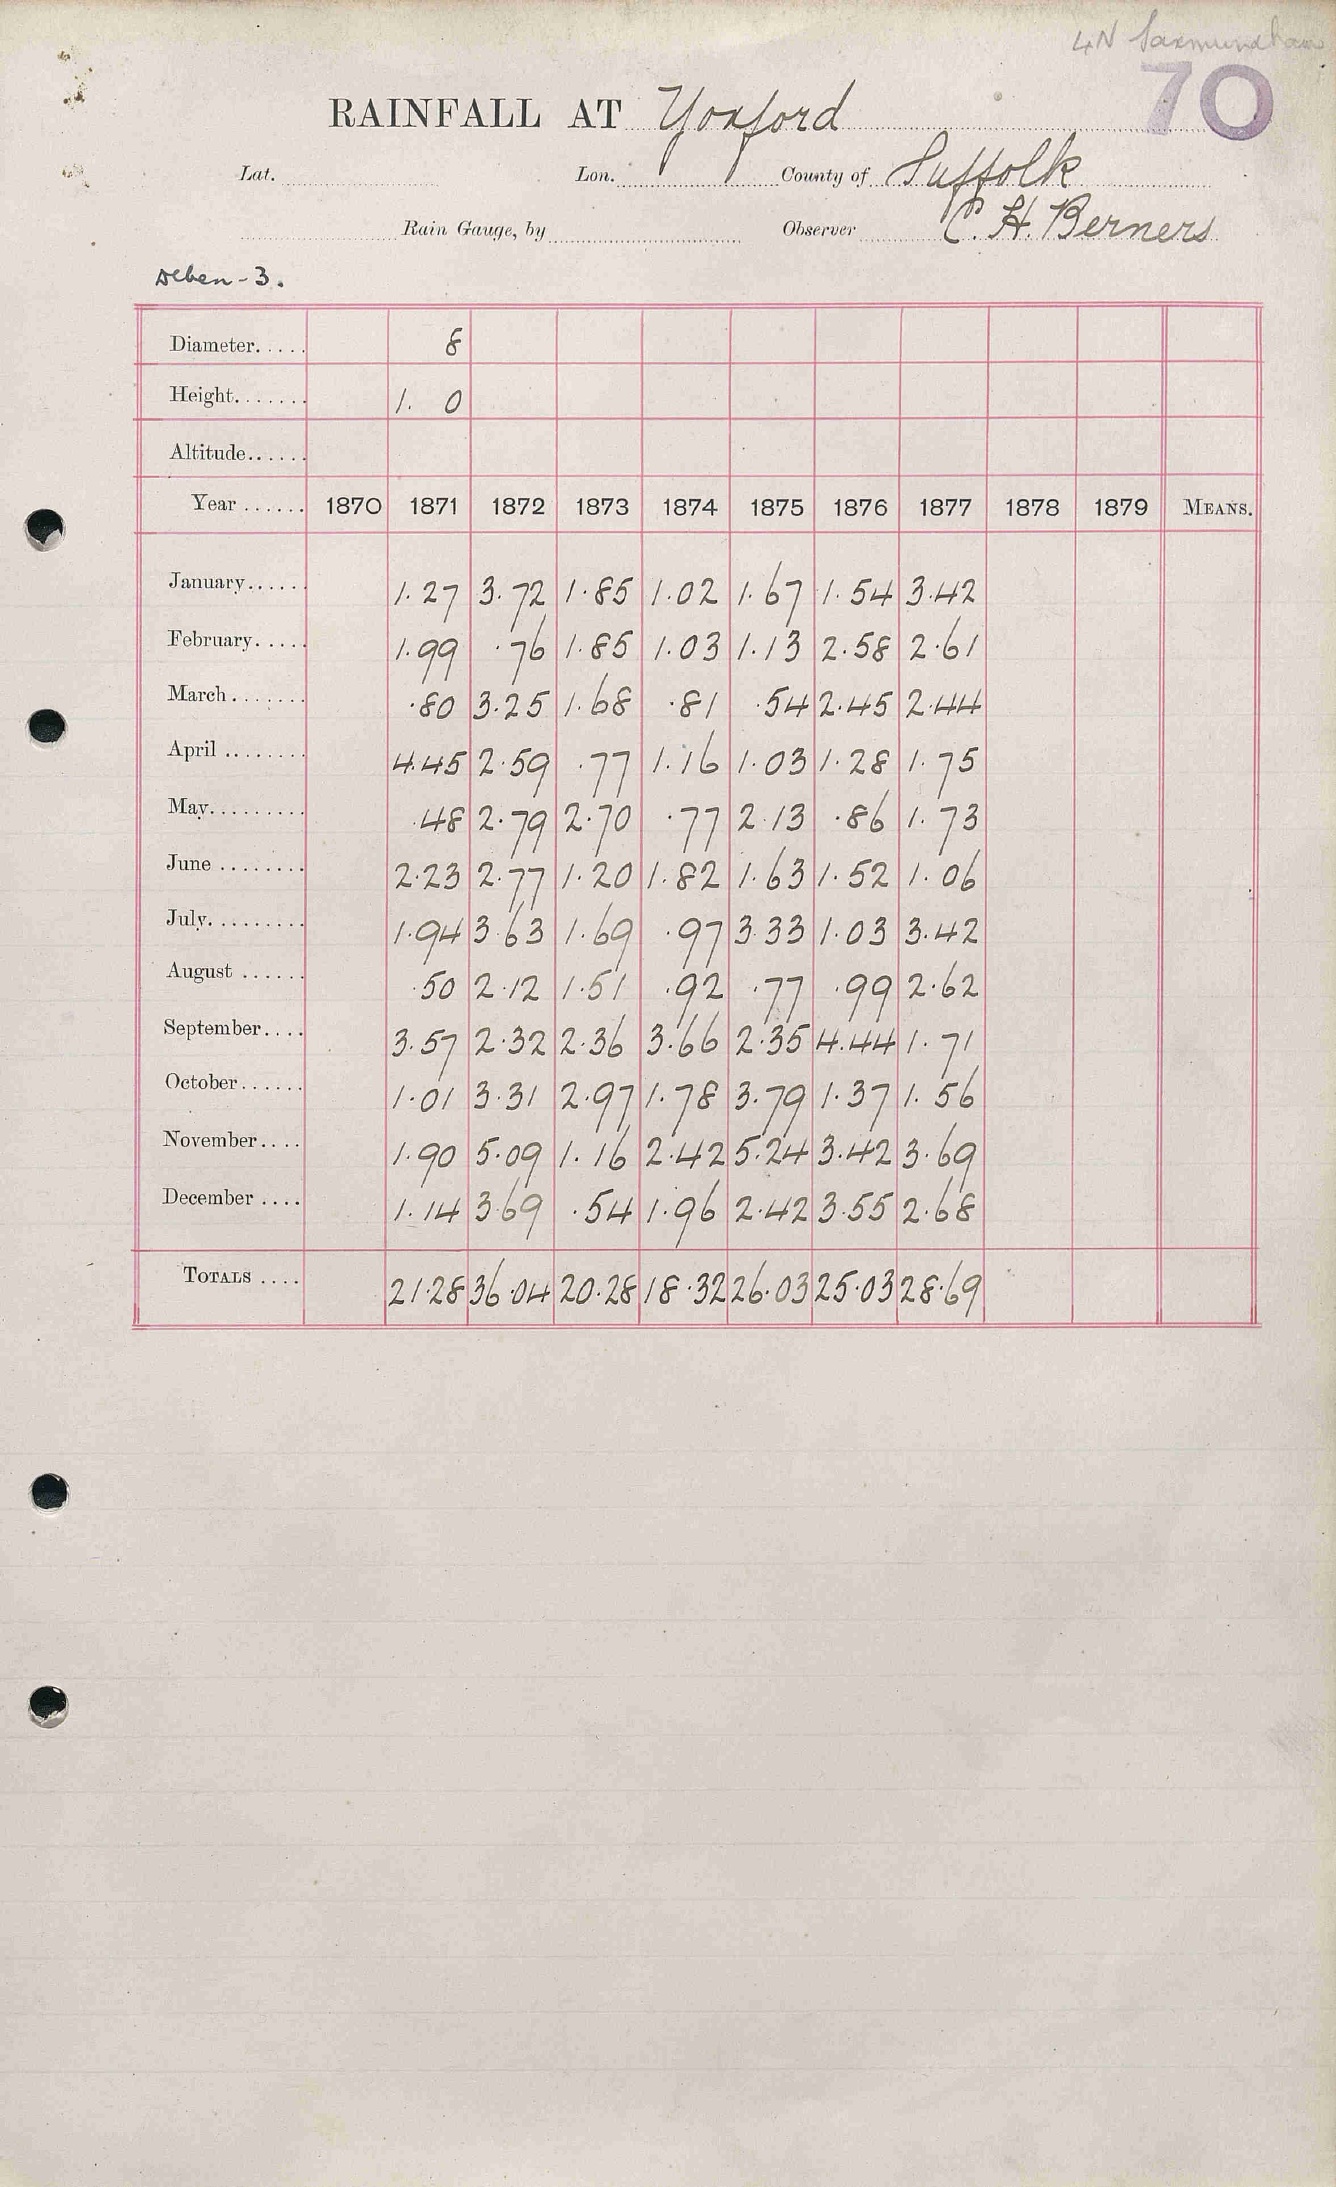 4N Saxmundham
70
RAINFALL AT Yoxford
Lat. Lon. County of Suffolk
Rain Gauge, by Observer C. H. Berners
Deben-3.
Diameter..... 8
Height....... 1. 0
Altitude......
Year ...... 1870 1871 1872 1873 1874 1875 1876 1877 1878 1879 MEANS.
January...... 1.27 3.72 1.85 1.02 1.67 1.54 3.42
February..... 1.99 .76 1.85 1.03 1.13 2.58 2.61
March ....... .80 3.25 1.68 .81 .54 2.45 2.44
April ........ 4.45 2.59 .77 1.16 1.03 1.28 1.75
May......... .48 2.79 2.70 .77 2.13 .86 1.73
June ........ 2.23 2.77 1.20 1.82 1.63 1.52 1.06
July......... 1.94 3.63 1.69 .97 3.33 1.03 3.42
August ...... .50 2.12 1.51 .92 .77 .99 2.62
September.... 3.57 2.32 2.36 3.66 2.35 4.44 1.71
October...... 1.01 3.31 2.97 1.78 3.79 1.37 1.56
November.... 1.90 5.09 1.16 2.42 5.24 3.42 3.69
December .... 1.14 3.69 .54 1.96 2.42 3.55 2.68
TOTALS .... 21.28 36.04 20.28 18.32 26.03 25.03 28.69